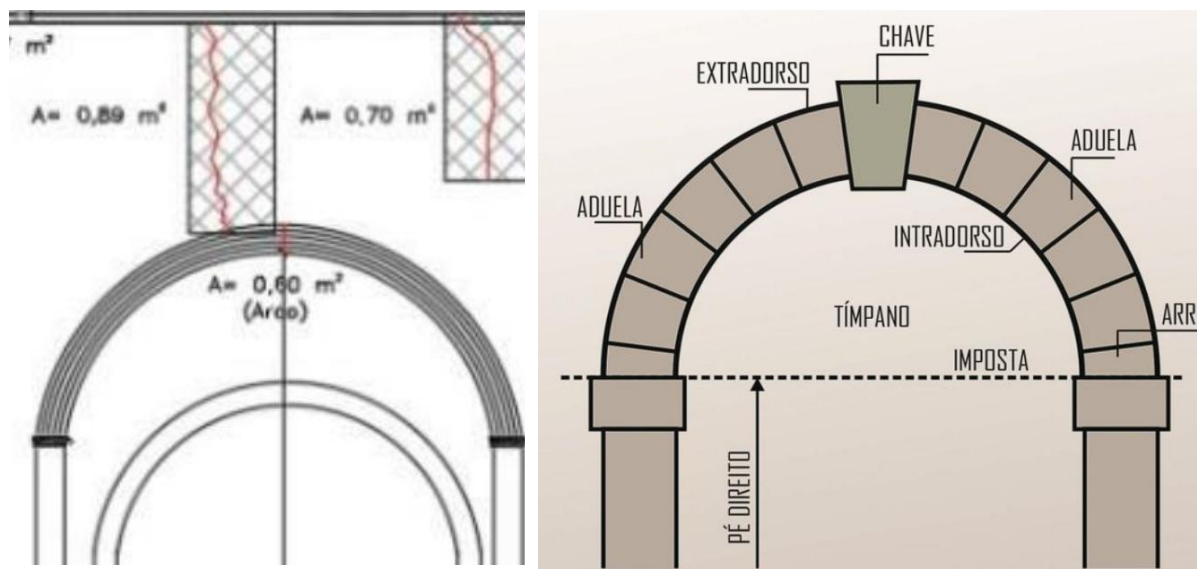 m²
A= 0,89 m²
A= 0,70 m²
A= 0,60 m²
(Arco)
CHAVE
EXTRADORSO
ADUELA
ADUELA
INTRADORSO
TÍMPANO
ARR
IMPOSTA
PÉ DIREITO